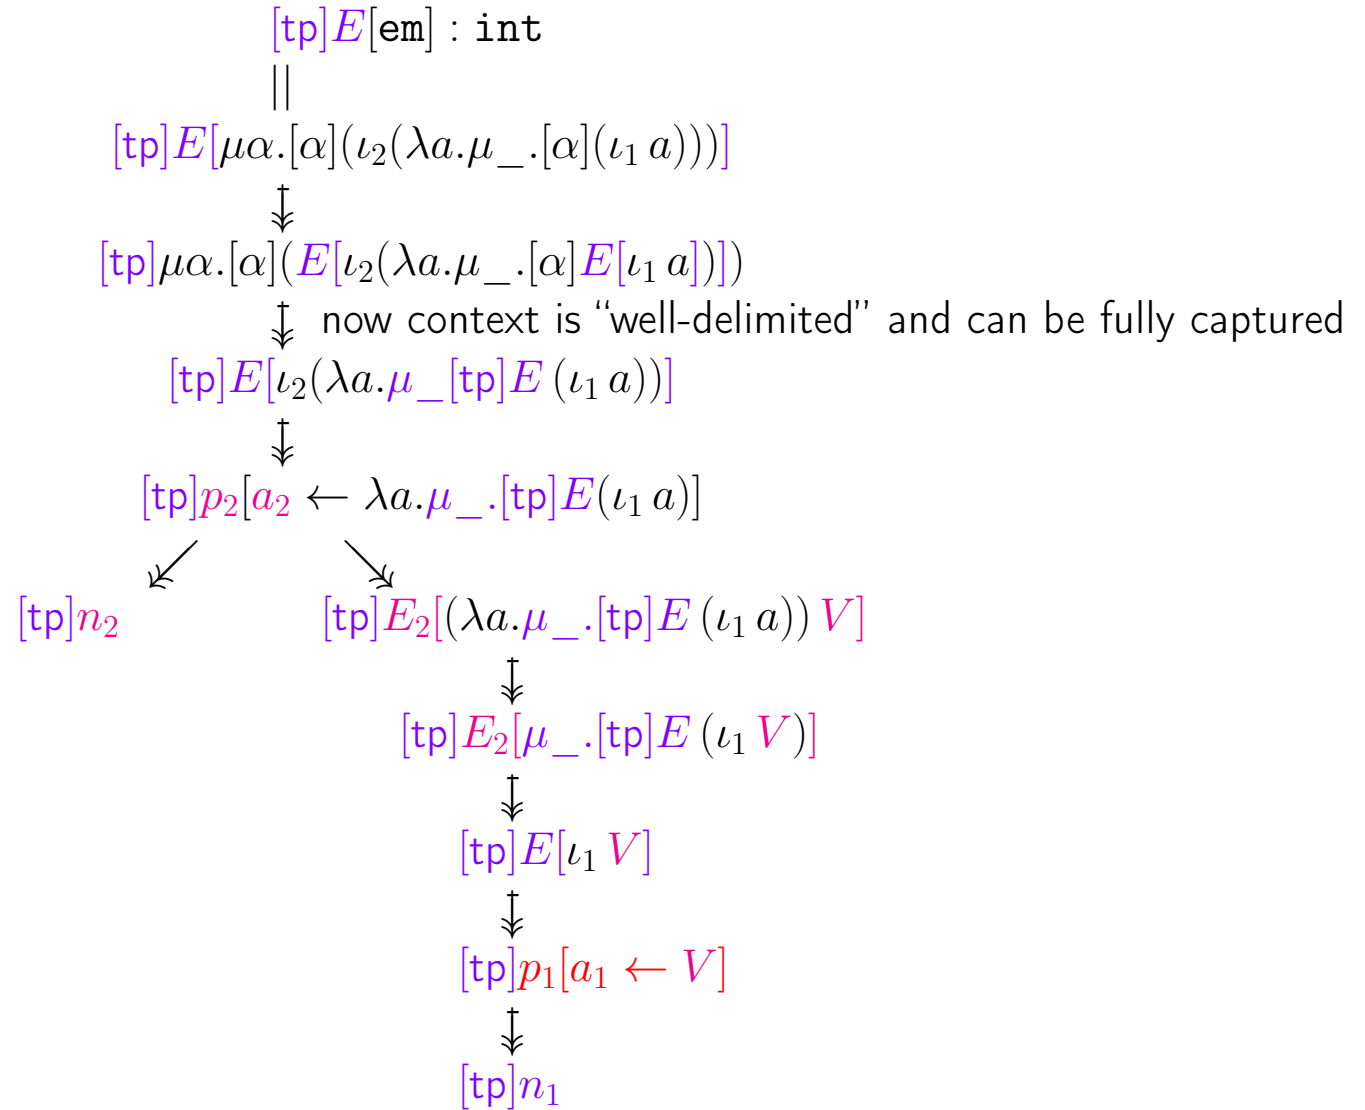 [tp]E[em] : int
||
[tp]E[μα.[α](ι₂(λa.μ_.[α](ι₁ a)))]
[tp]μα.[α](E[ι₂(λa.μ_.[α]E[ι₁ a])])
now context is “well-delimited” and can be fully captured
[tp]E[ι₂(λa.μ_[tp]E (ι₁ a))]
[tp]p₂[a₂ ← λa.μ_.[tp]E(ι₁ a)]
[tp]n₂ [tp]E₂[(λa.μ_.[tp]E (ι₁ a)) V]
[tp]E₂[μ_.[tp]E (ι₁ V)]
[tp]E[ι₁ V]
[tp]p₁[a₁ ← V]
[tp]n₁